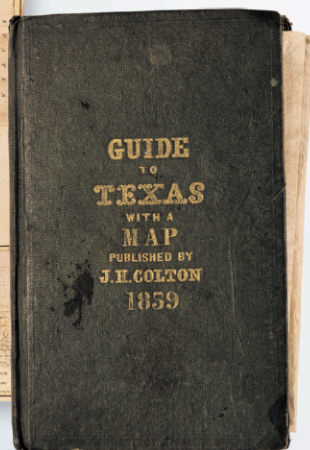 GUIDE
TO
TEXAS
WITH A
MAP
PUBLISHED BY
J.H.COLTON
1859